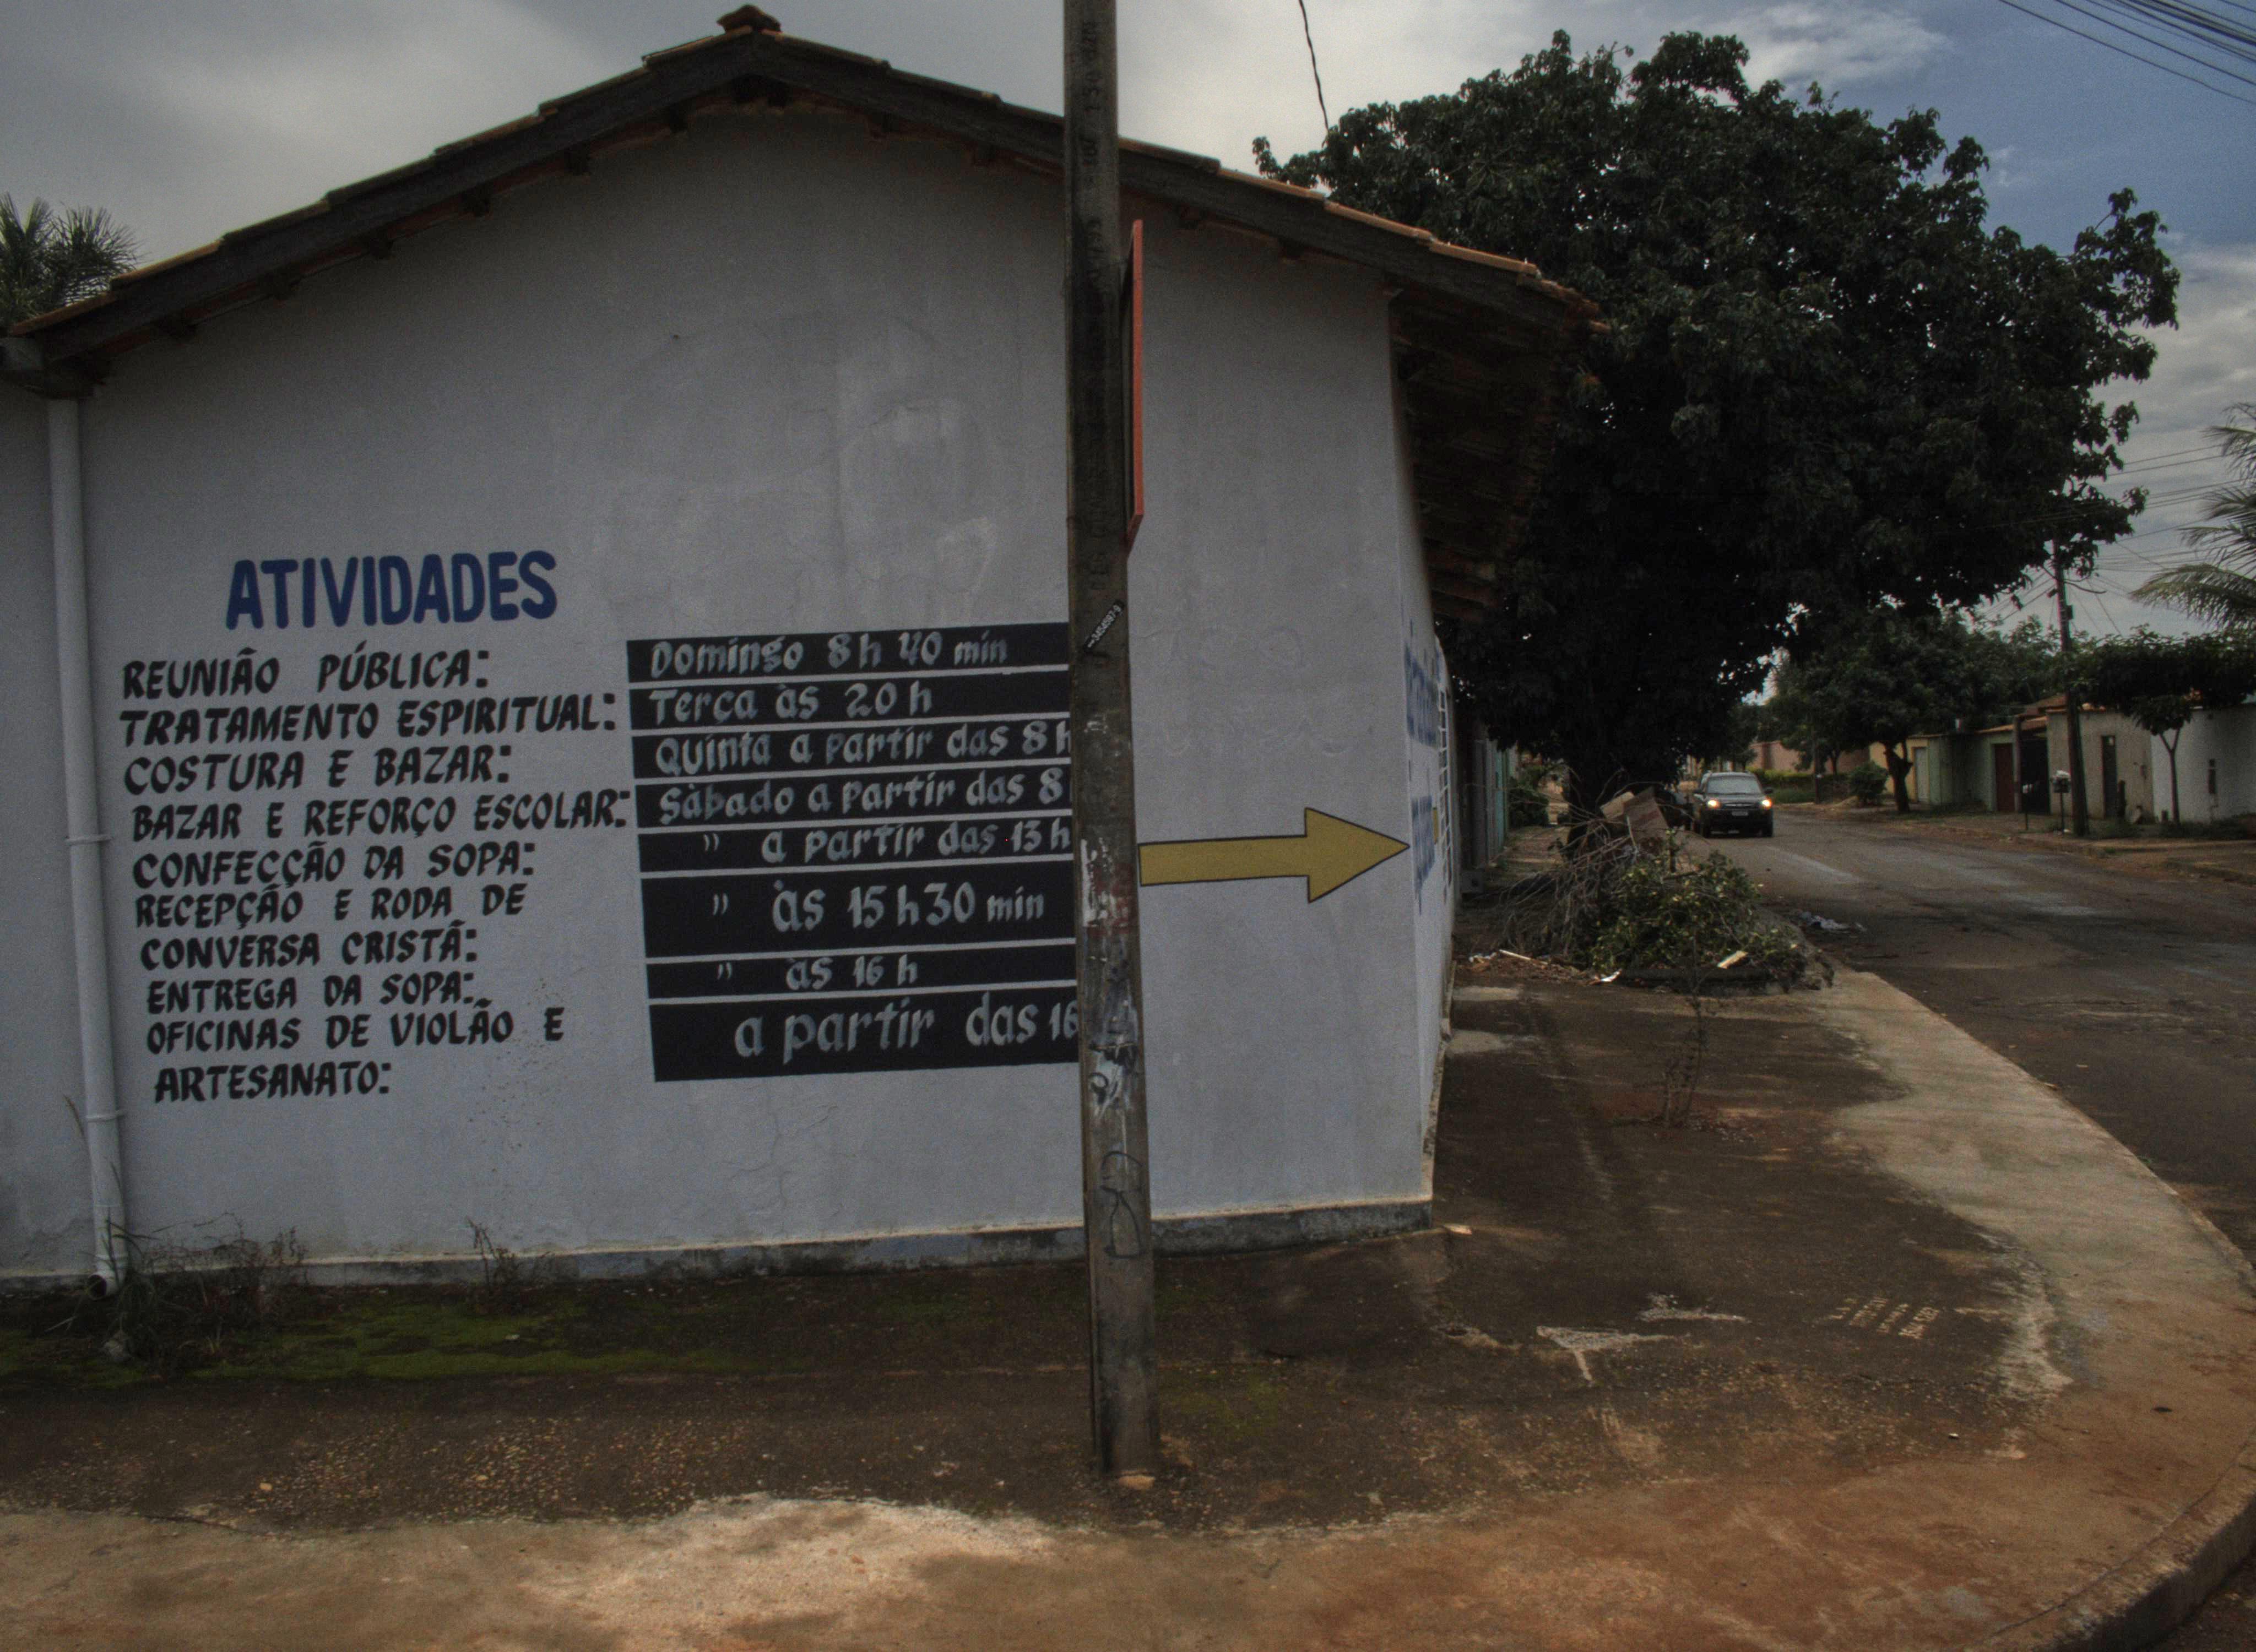 ATIVIDADES
REUNIÃO PÚBLICA: Domingo 8h 40 min
TRATAMENTO ESPIRITUAL: Terça às 20 h
COSTURA E BAZAR: Quinta a partir das 8h
BAZAR E REFORÇO ESCOLAR: Sàbado a partir das 8
CONFECÇÃO DA SOPA: " a partir das 13 h
RECEPÇÃO E RODA DE
CONVERSA CRISTÃ: " às 15 h 30 min
ENTREGA DA SOPA: " às 16 h
OFICINAS DE VIOLÃO E
ARTESANATO: a partir das 16